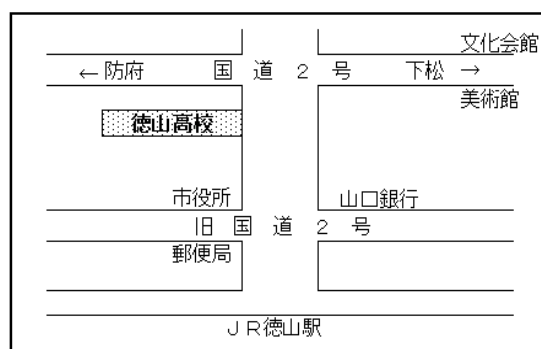 文化会館
←防府 国道2号 下松→
美術館
徳山高校
市役所 山口銀行
旧国道2号
郵便局
JR徳山駅